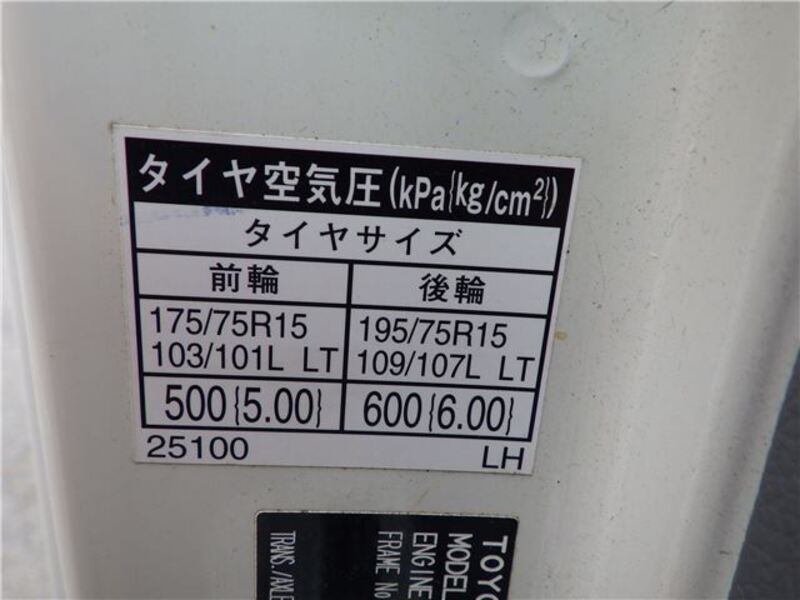 タイヤ空気圧(kPa{kg/cm²})
タイヤサイズ
前輪 後輪
175/75R15 195/75R15
103/101L LT 109/107L LT
500{5.00} 600{6.00}
25100 LH
TOYO
MODEL
ENGINE
FRAME No
TRANS./AXLE